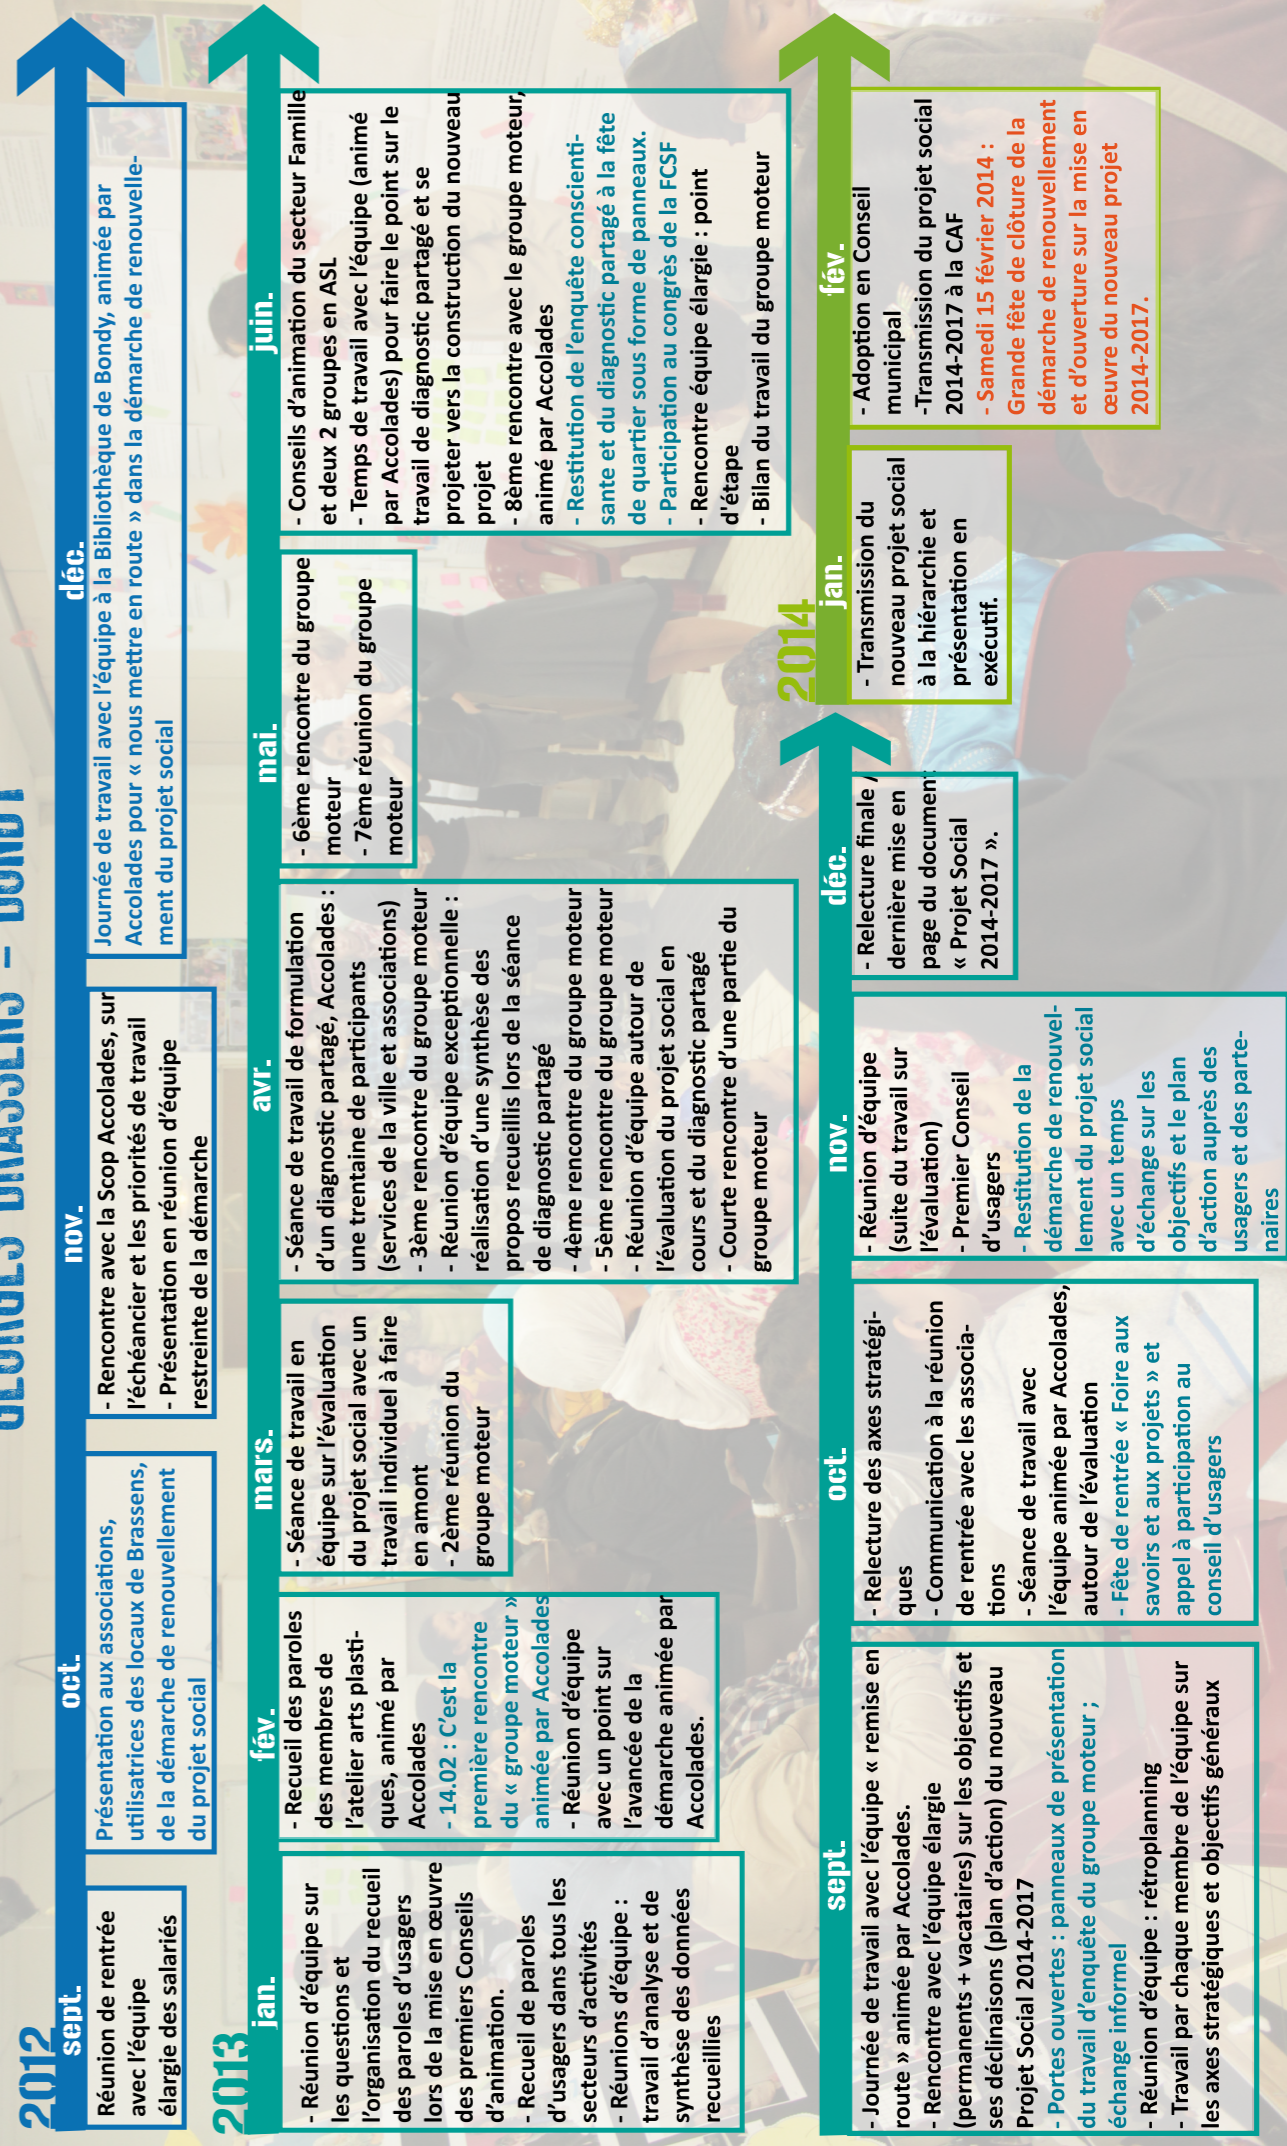 GEORGES BRASSENS – BONDY
2012
sept.
oct.
nov.
déc.
Réunion de rentrée
avec l'équipe
élargie des salariés
Présentation aux associations,
utilisatrices des locaux de Brassens,
de la démarche de renouvellement
du projet social
- Rencontre avec la Scop Accolades, sur
l'échéancier et les priorités de travail
- Présentation en réunion d'équipe
restreinte de la démarche
Journée de travail avec l'équipe à la Bibliothèque de Bondy, animée par
Accolades pour « nous mettre en route » dans la démarche de renouvelle-
ment du projet social
2013
jan.
fév.
mars.
avr.
mai.
juin.
- Réunion d'équipe sur
les questions et
l'organisation du recueil
des paroles d'usagers
lors de la mise en œuvre
des premiers Conseils
d'animation.
- Recueil de paroles
d'usagers dans tous les
secteurs d'activités
- Réunions d'équipe :
travail d'analyse et de
synthèse des données
recueillies
- Recueil des paroles
des membres de
l'atelier arts plasti-
ques, animé par
Accolades
- 14.02 : C'est la
première rencontre
du « groupe moteur »
animée par Accolades
- Réunion d'équipe
avec un point sur
l'avancée de la
démarche animée par
Accolades.
- Séance de travail en
équipe sur l'évaluation
du projet social avec un
travail individuel à faire
en amont
- 2ème réunion du
groupe moteur
- Séance de travail de formulation
d'un diagnostic partagé, Accolades :
une trentaine de participants
(services de la ville et associations)
- 3ème rencontre du groupe moteur
- Réunion d'équipe exceptionnelle :
réalisation d'une synthèse des
propos recueillis lors de la séance
de diagnostic partagé
- 4ème rencontre du groupe moteur
- 5ème rencontre du groupe moteur
- Réunion d'équipe autour de
l'évaluation du projet social en
cours et du diagnostic partagé
- Courte rencontre d'une partie du
groupe moteur
- 6ème rencontre du groupe
moteur
- 7ème réunion du groupe
moteur
- Conseils d'animation du secteur Famille
et deux 2 groupes en ASL
- Temps de travail avec l'équipe (animé
par Accolades) pour faire le point sur le
travail de diagnostic partagé et se
projeter vers la construction du nouveau
projet
- 8ème rencontre avec le groupe moteur,
animé par Accolades
- Restitution de l'enquête conscienti-
sante et du diagnostic partagé à la fête
de quartier sous forme de panneaux.
- Participation au congrès de la FCSF
- Rencontre équipe élargie : point
d'étape
- Bilan du travail du groupe moteur
sept.
oct.
nov.
déc.
- Journée de travail avec l'équipe « remise en
route » animée par Accolades.
- Rencontre avec l'équipe élargie
(permanents + vacataires) sur les objectifs et
ses déclinaisons (plan d'action) du nouveau
Projet Social 2014-2017
- Portes ouvertes : panneaux de présentation
du travail d'enquête du groupe moteur ;
échange informel
- Réunion d'équipe : rétroplanning
- Travail par chaque membre de l'équipe sur
les axes stratégiques et objectifs généraux
- Relecture des axes stratégi-
ques
- Communication à la réunion
de rentrée avec les associa-
tions
- Séance de travail avec
l'équipe animée par Accolades,
autour de l'évaluation
- Fête de rentrée « Foire aux
savoirs et aux projets » et
appel à participation au
conseil d'usagers
- Réunion d'équipe
(suite du travail sur
l'évaluation)
- Premier Conseil
d'usagers
- Restitution de la
démarche de renouvel-
lement du projet social
avec un temps
d'échange sur les
objectifs et le plan
d'action auprès des
usagers et des parte-
naires
- Relecture finale /
dernière mise en
page du document
« Projet Social
2014-2017 ».
2014
jan.
fév.
- Transmission du
nouveau projet social
à la hiérarchie et
présentation en
exécutif.
- Adoption en Conseil
municipal
-Transmission du projet social
2014-2017 à la CAF
- Samedi 15 février 2014 :
Grande fête de clôture de la
démarche de renouvellement
et d'ouverture sur la mise en
œuvre du nouveau projet
2014-2017.